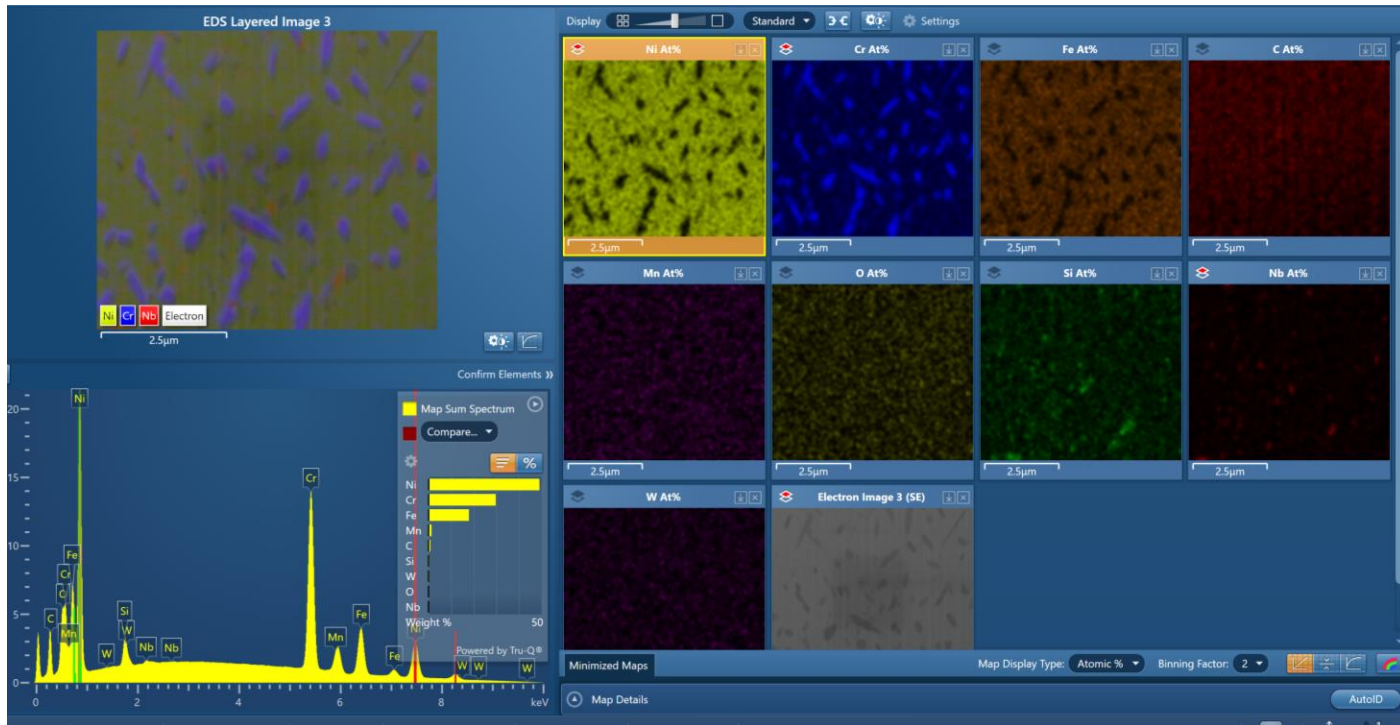 EDS Layered Image 3
Ni Cr Nb Electron
2.5µm
Confirm Elements »
Map Sum Spectrum
Compare...
%
Ni
Cr
Fe
Mn
C
Si
W
O
Nb
Weight % 50
Powered by Tru-Q®
20
15
10
5
0
Ni
Fe
Cr
C
Mn
Si
W
W
Nb
Nb
Cr
Mn
Fe
Fe
Ni
W
W
W
0 2 4 6 8 keV
Display Standard Settings
Ni At% Cr At% Fe At% C At%
2.5µm 2.5µm 2.5µm 2.5µm
Mn At% O At% Si At% Nb At%
2.5µm 2.5µm 2.5µm 2.5µm
W At% Electron Image 3 (SE)
Minimized Maps Map Display Type: Atomic % Binning Factor: 2
Map Details AutoID